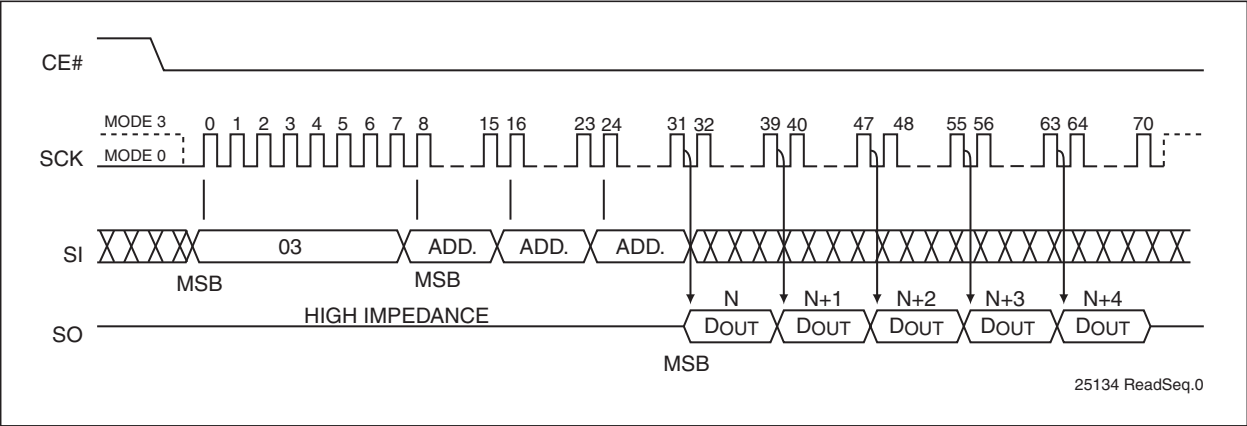 CE#
MODE 3
0 1 2 3 4 5 6 7 8 15 16 23 24 31 32 39 40 47 48 55 56 63 64 70
SCK
MODE 0
SI
03 ADD. ADD. ADD.
MSB MSB
N N+1 N+2 N+3 N+4
HIGH IMPEDANCE
SO
DOUT DOUT DOUT DOUT DOUT
MSB
25134 ReadSeq.0